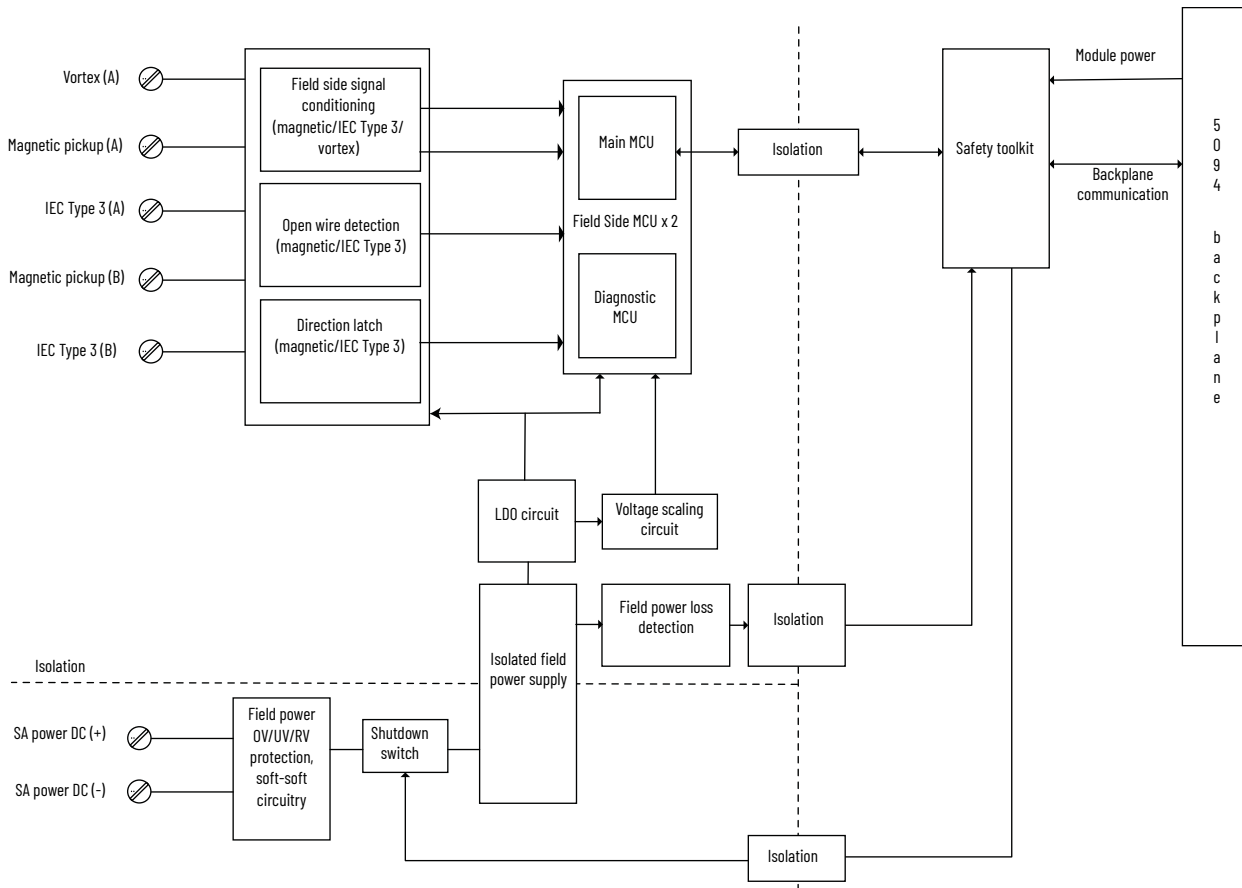 Vortex (A)
Magnetic pickup (A)
IEC Type 3 (A)
Magnetic pickup (B)
IEC Type 3 (B)
Field side signal
conditioning
(magnetic/IEC Type 3/
vortex)
Open wire detection
(magnetic/IEC Type 3)
Direction latch
(magnetic/IEC Type 3)
Main MCU
Field Side MCU x 2
Diagnostic
MCU
Isolation
Safety toolkit
Module power
Backplane
communication
5094 backplane
LDO circuit
Voltage scaling
circuit
Isolated field
power supply
Field power loss
detection
Isolation
Isolation
SA power DC (+)
SA power DC (-)
Field power
OV/UV/RV
protection,
soft-soft
circuitry
Shutdown
switch
Isolation